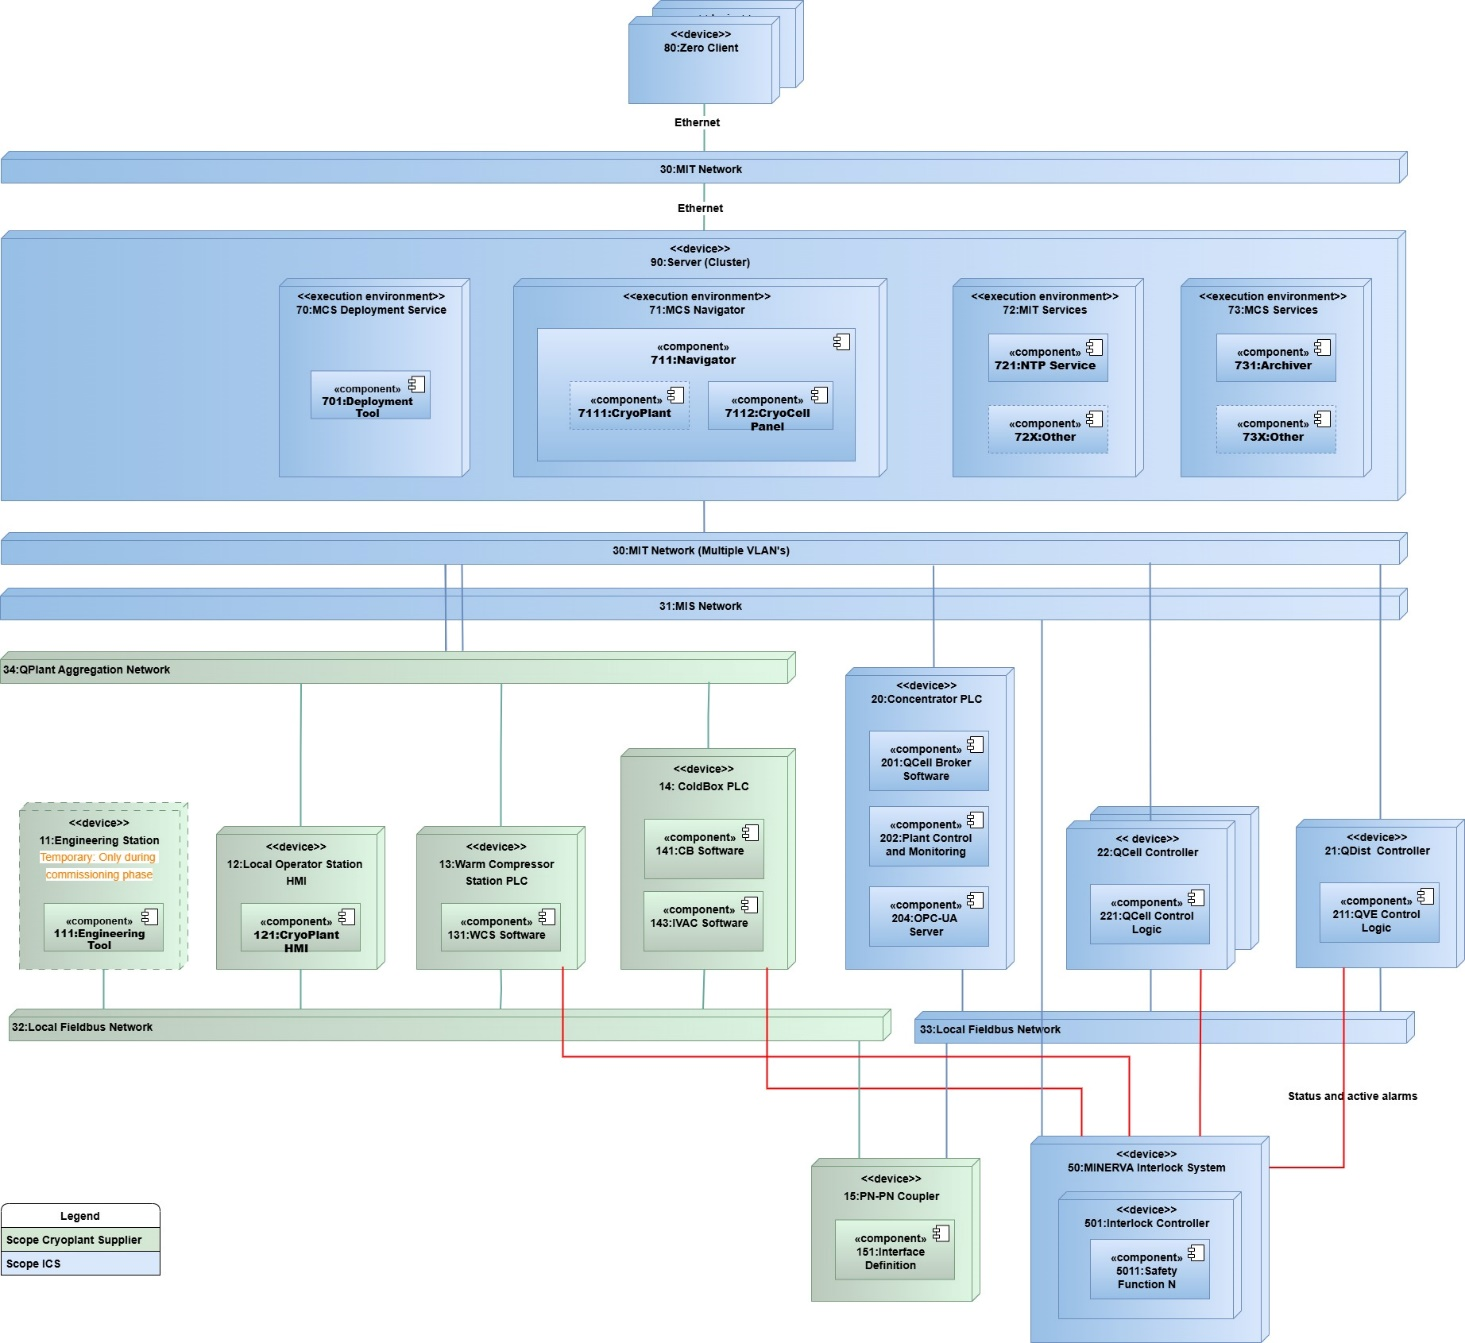 <<device>>
80:Zero Client
Ethernet
30:MIT Network
Ethernet
<<device>>
90:Server (Cluster)
<<execution environment>>
70:MCS Deployment Service
«component»
701:Deployment
Tool
<<execution environment>>
71:MCS Navigator
«component»
711:Navigator
«component»
7111:CryoPlant
«component»
7112:CryoCell
Panel
<<execution environment>>
72:MIT Services
«component»
721:NTP Service
«component»
72X:Other
<<execution environment>>
73:MCS Services
«component»
731:Archiver
«component»
73X:Other
30:MIT Network (Multiple VLAN's)
31:MIS Network
34:QPlant Aggregation Network
<<device>>
11:Engineering Station
Temporary: Only during
commissioning phase
«component»
111:Engineering
Tool
<<device>>
12:Local Operator Station
HMI
«component»
121:CryoPlant
HMI
<<device>>
13:Warm Compressor
Station PLC
«component»
131:WCS Software
<<device>>
14: ColdBox PLC
«component»
141:CB Software
«component»
143:IVAC Software
<<device>>
20:Concentrator PLC
«component»
201:QCell Broker
Software
«component»
202:Plant Control
and Monitoring
«component»
204:OPC-UA
Server
<< device>>
22:QCell Controller
«component»
221:QCell Control
Logic
<<device>>
21:QDist Controller
«component»
211:QVE Control
Logic
32:Local Fieldbus Network
33:Local Fieldbus Network
Status and active alarms
<<device>>
15:PN-PN Coupler
«component»
151:Interface
Definition
<<device>>
50:MINERVA Interlock System
<<device>>
501:Interlock Controller
«component»
5011:Safety
Function N
Legend
Scope Cryoplant Supplier
Scope ICS